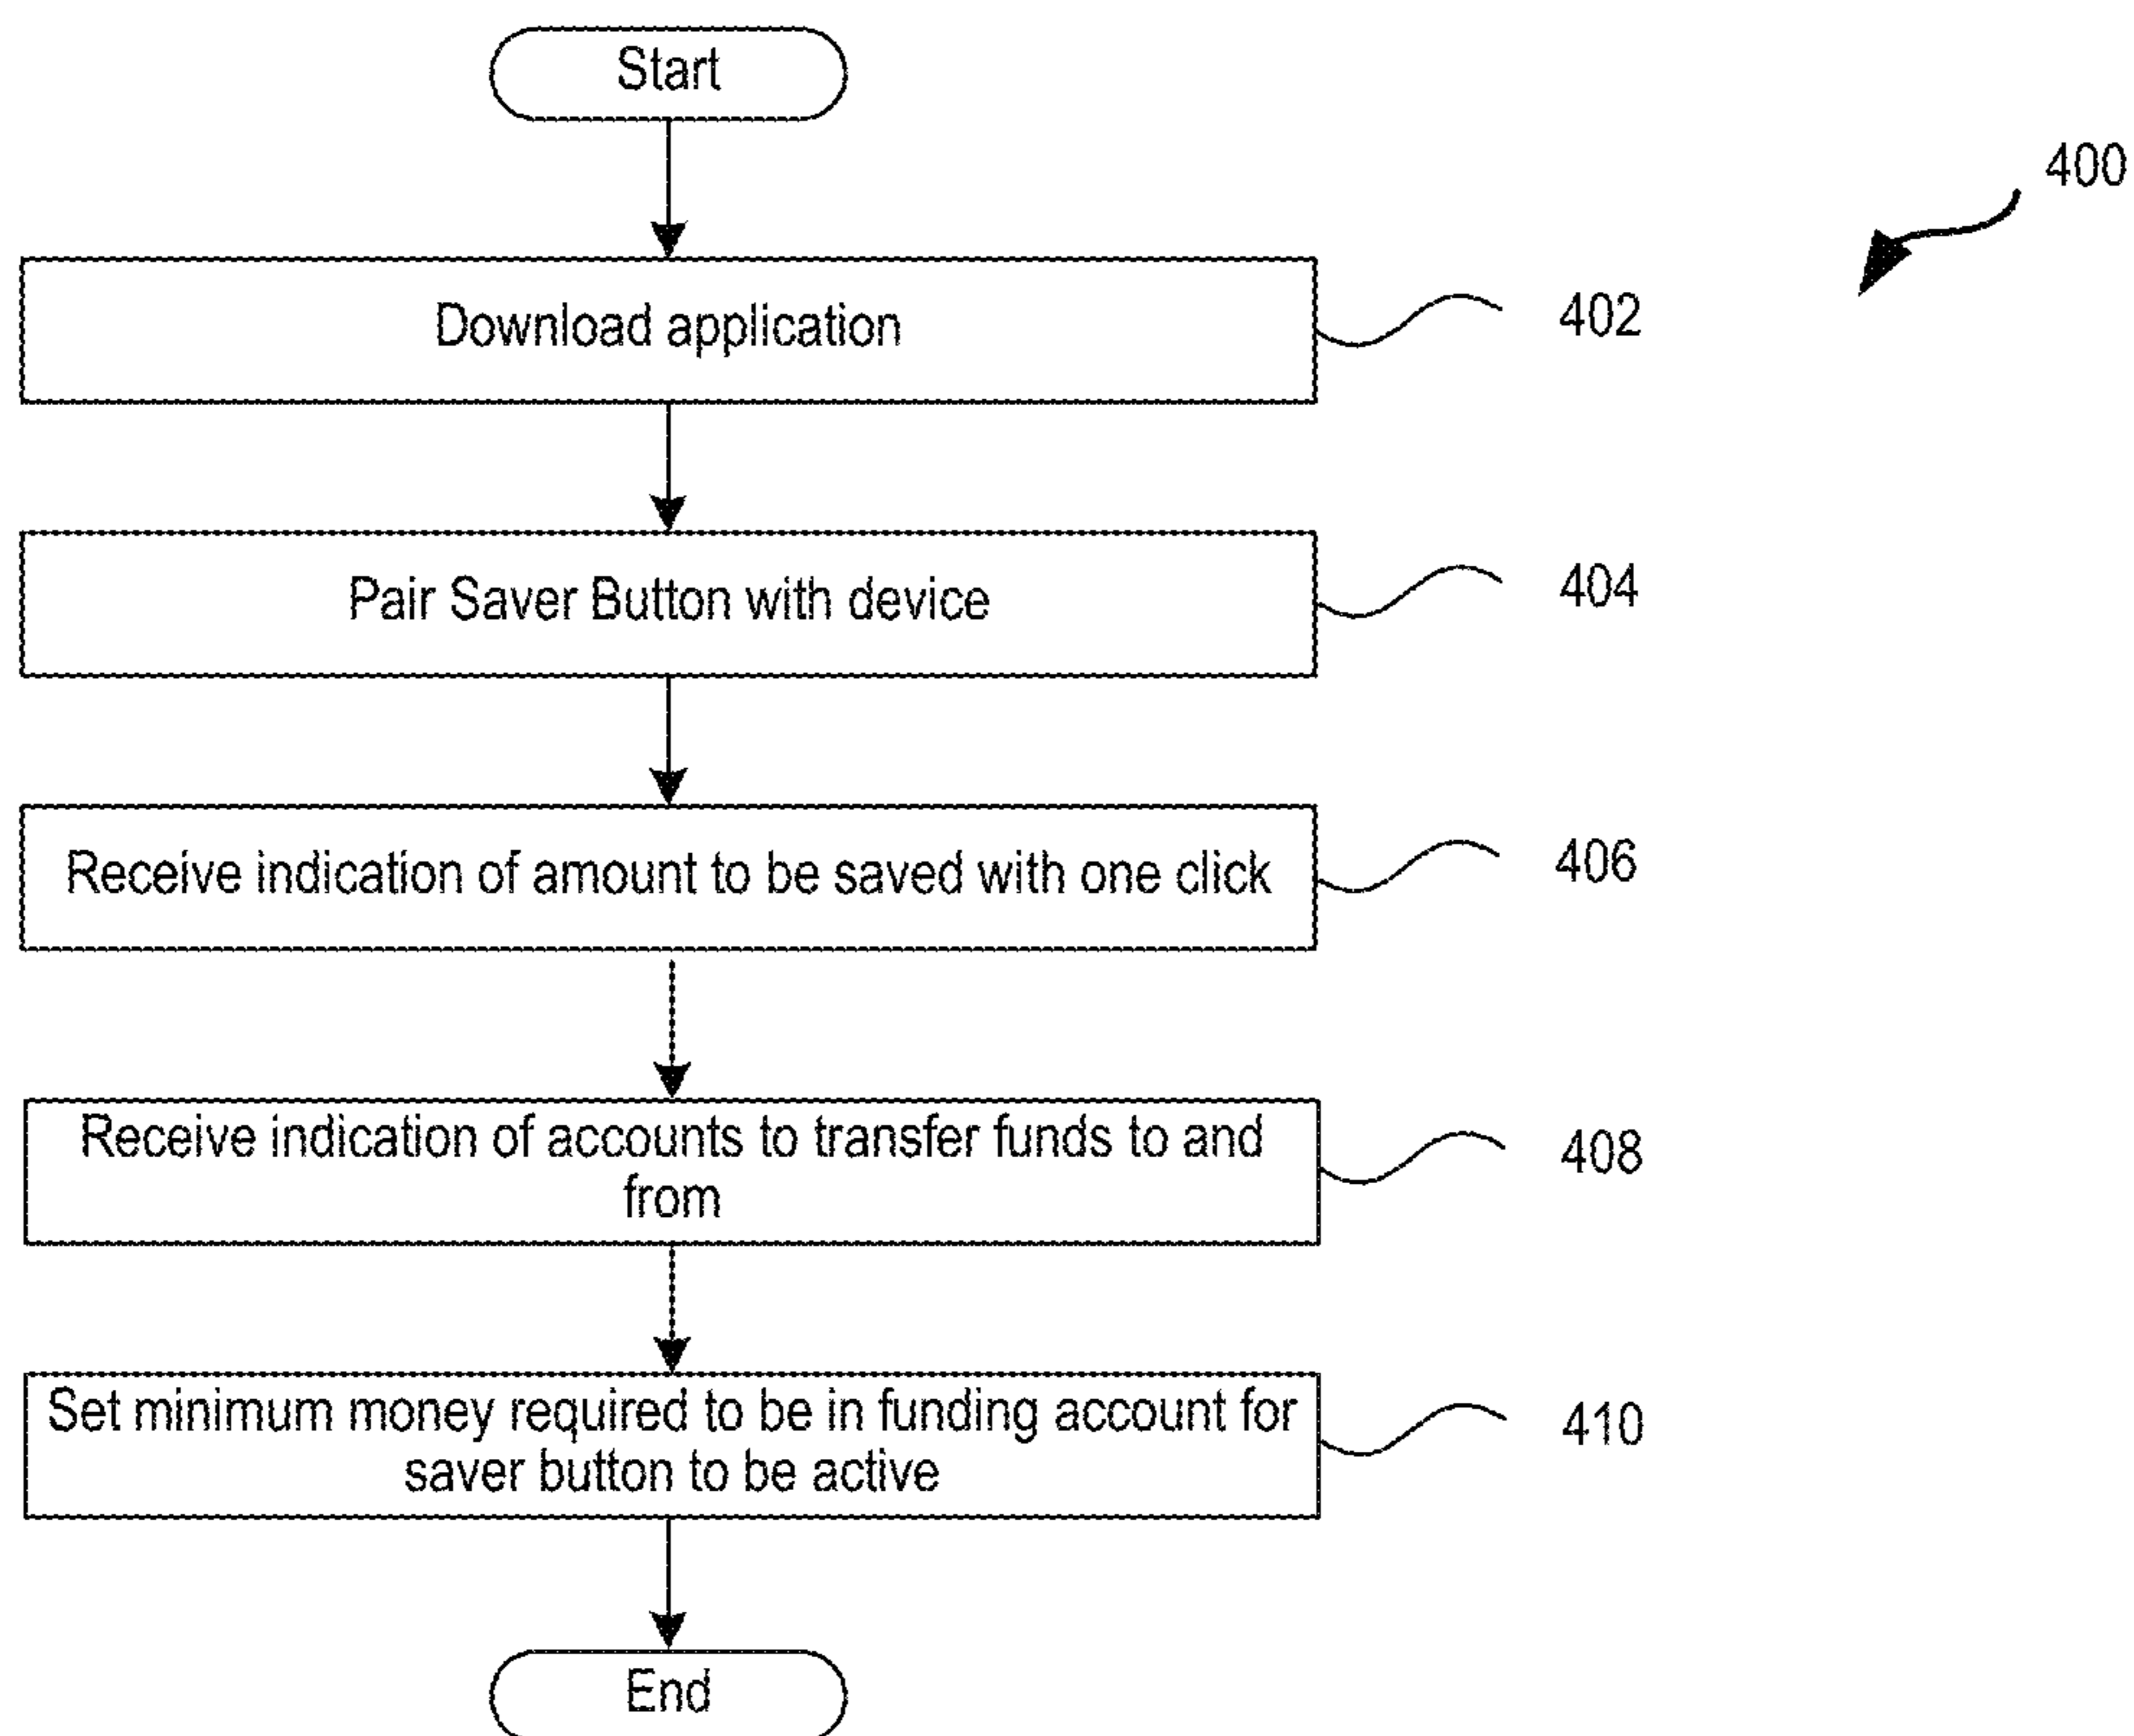 Start
400
Download application
402
Pair Saver Button with device
404
Receive indication of amount to be saved with one click
406
Receive indication of accounts to transfer funds to and
from
408
Set minimum money required to be in funding account for
saver button to be active
410
End